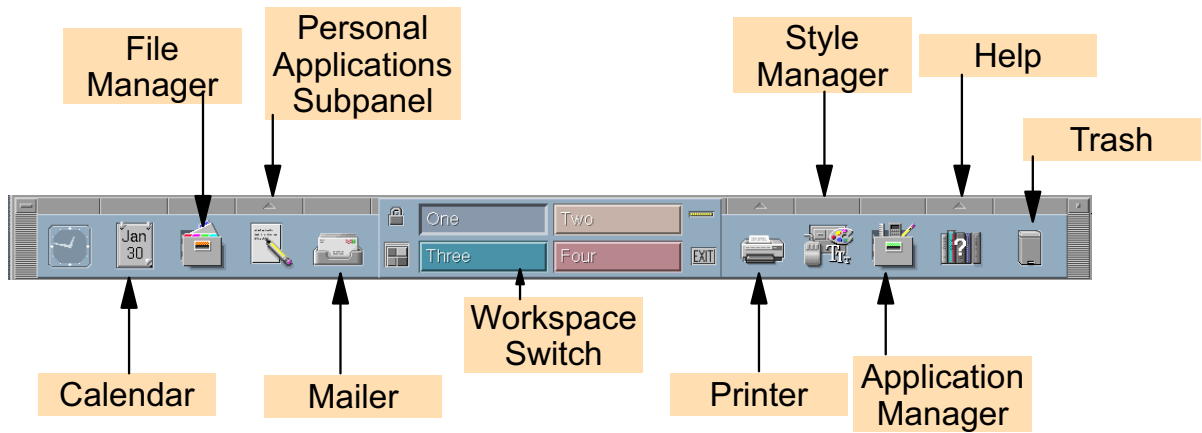 File
Manager
Personal
Applications
Subpanel
Style
Manager
Help
Trash
Jan
30
One
Two
Three
Four
EXIT
?
Calendar
Mailer
Workspace
Switch
Printer
Application
Manager